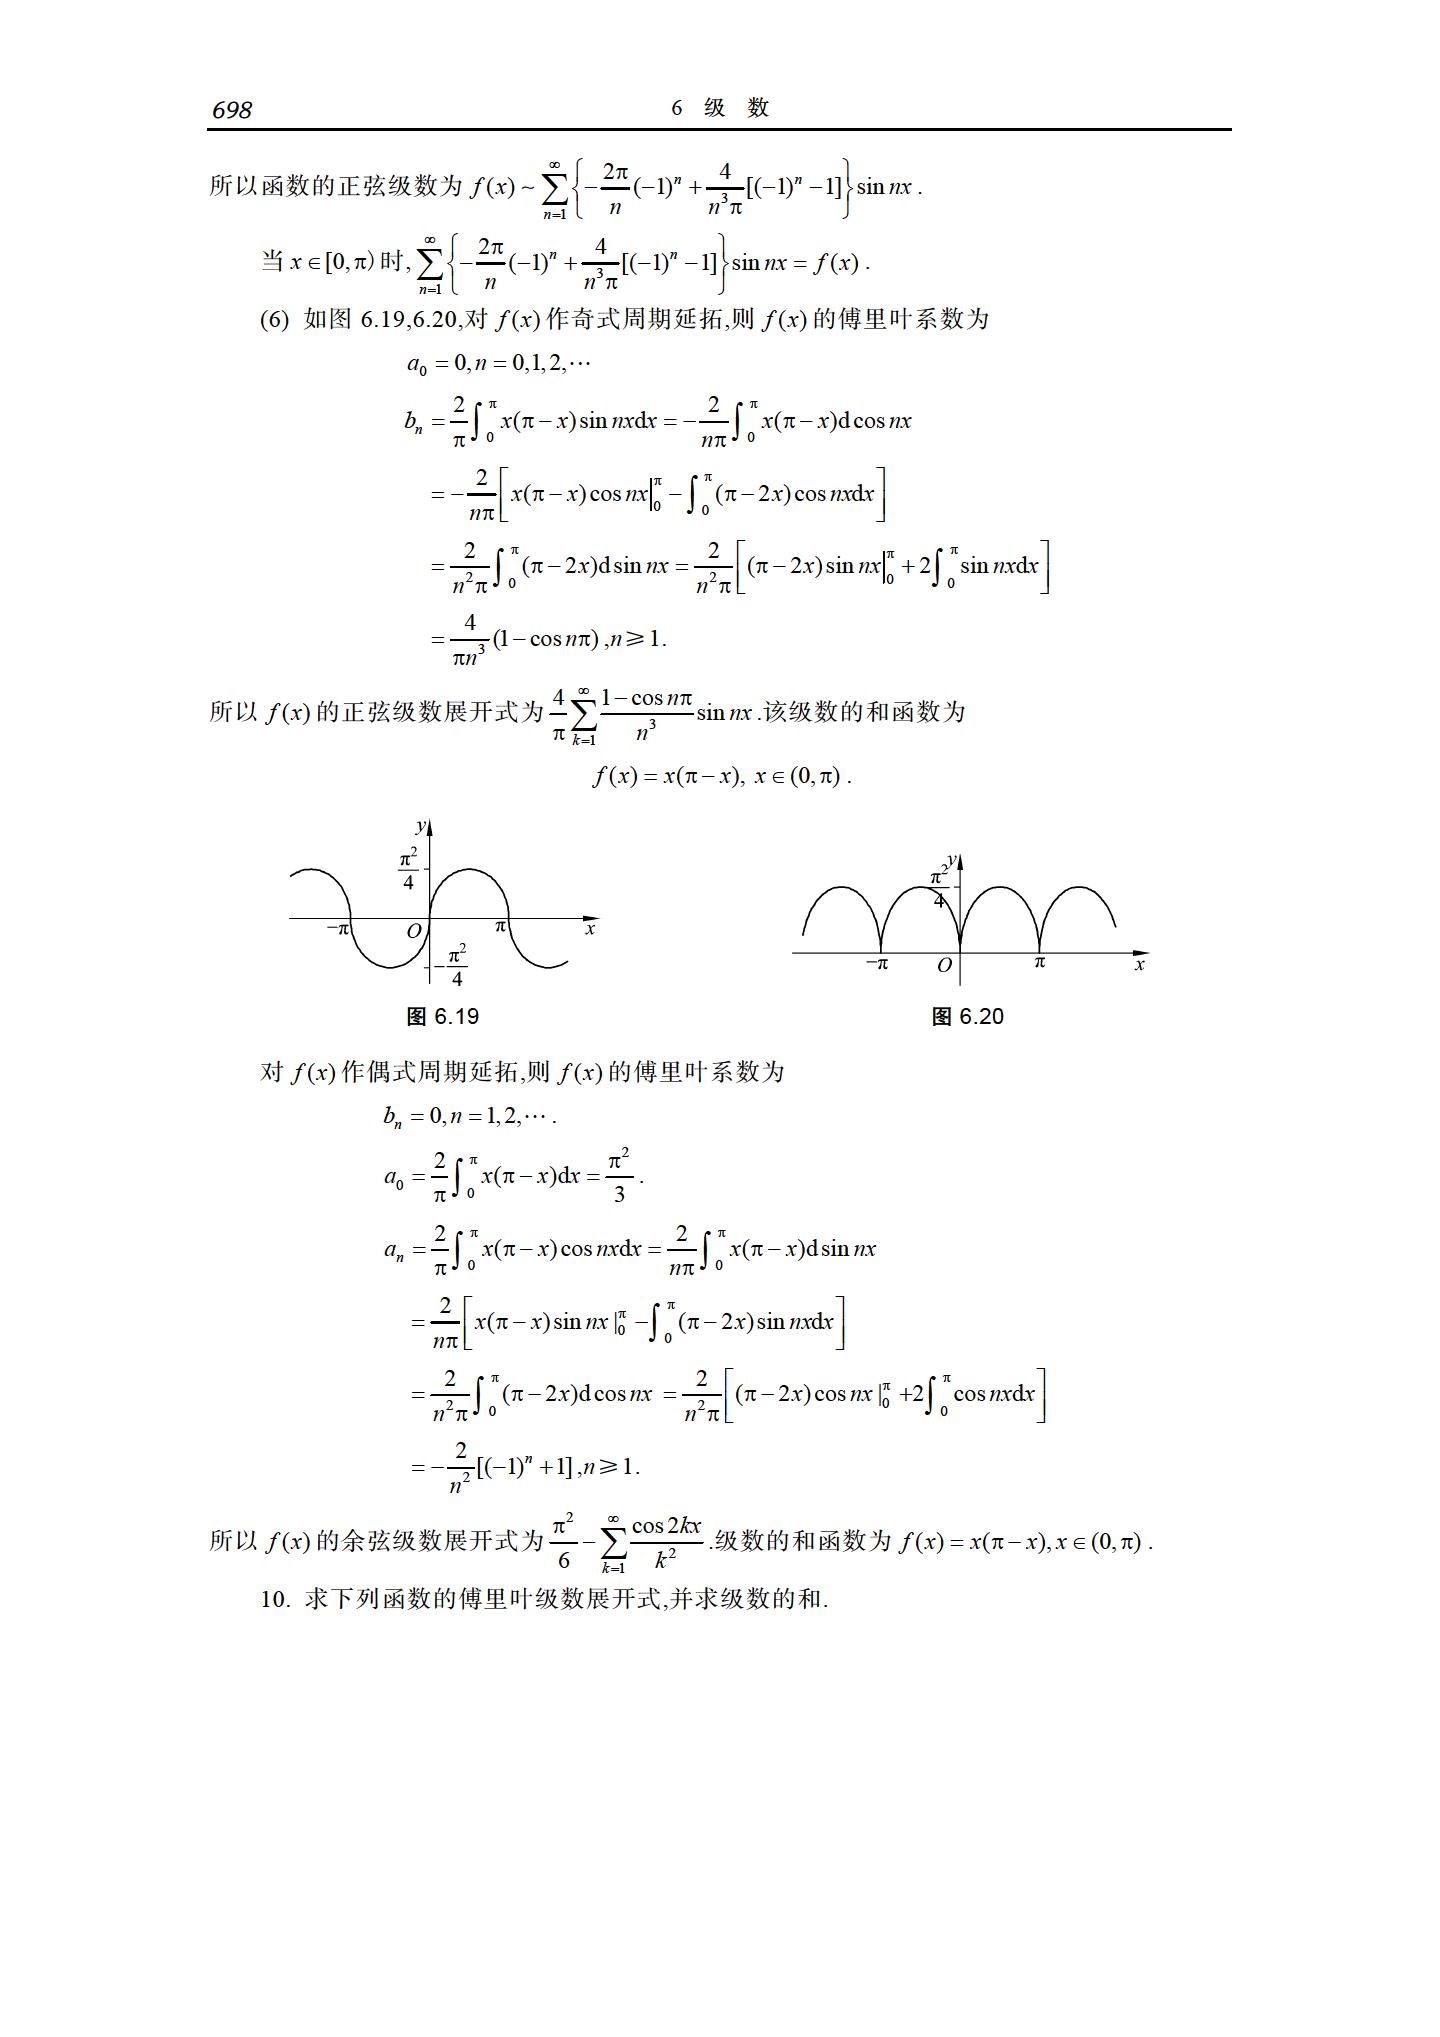 698 6 级 数
所以函数的正弦级数为 $f(x) \sim \sum_{n=1}^{\infty}\left\{-\frac{2\pi}{n}(-1)^n+\frac{4}{n^3\pi}[(-1)^n-1]\right\}\sin nx$ .
当 $x\in[0,\pi)$ 时, $\sum_{n=1}^{\infty}\left\{-\frac{2\pi}{n}(-1)^n+\frac{4}{n^3\pi}[(-1)^n-1]\right\}\sin nx=f(x)$ .
(6) 如图 6.19,6.20,对 $f(x)$ 作奇式周期延拓,则 $f(x)$ 的傅里叶系数为
$a_0=0,n=0,1,2,\cdots$
$b_n=\frac{2}{\pi}\int_0^{\pi}x(\pi-x)\sin nx\mathrm{d}x=-\frac{2}{n\pi}\int_0^{\pi}x(\pi-x)\mathrm{d}\cos nx$
$=-\frac{2}{n\pi}\left[x(\pi-x)\cos nx\big|_0^{\pi}-\int_0^{\pi}(\pi-2x)\cos nx\mathrm{d}x\right]$
$=\frac{2}{n^2\pi}\int_0^{\pi}(\pi-2x)\mathrm{d}\sin nx=\frac{2}{n^2\pi}\left[(\pi-2x)\sin nx\big|_0^{\pi}+2\int_0^{\pi}\sin nx\mathrm{d}x\right]$
$=\frac{4}{\pi n^3}(1-\cos n\pi),n\geqslant 1.$
所以 $f(x)$ 的正弦级数展开式为 $\frac{4}{\pi}\sum_{k=1}^{\infty}\frac{1-\cos n\pi}{n^3}\sin nx$ .该级数的和函数为
$f(x)=x(\pi-x),\ x\in(0,\pi)$ .
y
$\frac{\pi^2}{4}$
$-\pi$ O $\pi$ x
$-\frac{\pi^2}{4}$
图 6.19
y
$\frac{\pi^2}{4}$
$-\pi$ O $\pi$ x
图 6.20
对 $f(x)$ 作偶式周期延拓,则 $f(x)$ 的傅里叶系数为
$b_n=0,n=1,2,\cdots$ .
$a_0=\frac{2}{\pi}\int_0^{\pi}x(\pi-x)\mathrm{d}x=\frac{\pi^2}{3}$ .
$a_n=\frac{2}{\pi}\int_0^{\pi}x(\pi-x)\cos nx\mathrm{d}x=\frac{2}{n\pi}\int_0^{\pi}x(\pi-x)\mathrm{d}\sin nx$
$=\frac{2}{n\pi}\left[x(\pi-x)\sin nx\,|_0^{\pi}-\int_0^{\pi}(\pi-2x)\sin nx\mathrm{d}x\right]$
$=\frac{2}{n^2\pi}\int_0^{\pi}(\pi-2x)\mathrm{d}\cos nx=\frac{2}{n^2\pi}\left[(\pi-2x)\cos nx\,|_0^{\pi}+2\int_0^{\pi}\cos nx\mathrm{d}x\right]$
$=-\frac{2}{n^2}[(-1)^n+1],n\geqslant 1.$
所以 $f(x)$ 的余弦级数展开式为 $\frac{\pi^2}{6}-\sum_{k=1}^{\infty}\frac{\cos 2kx}{k^2}$ .级数的和函数为 $f(x)=x(\pi-x),x\in(0,\pi)$ .
10. 求下列函数的傅里叶级数展开式,并求级数的和.